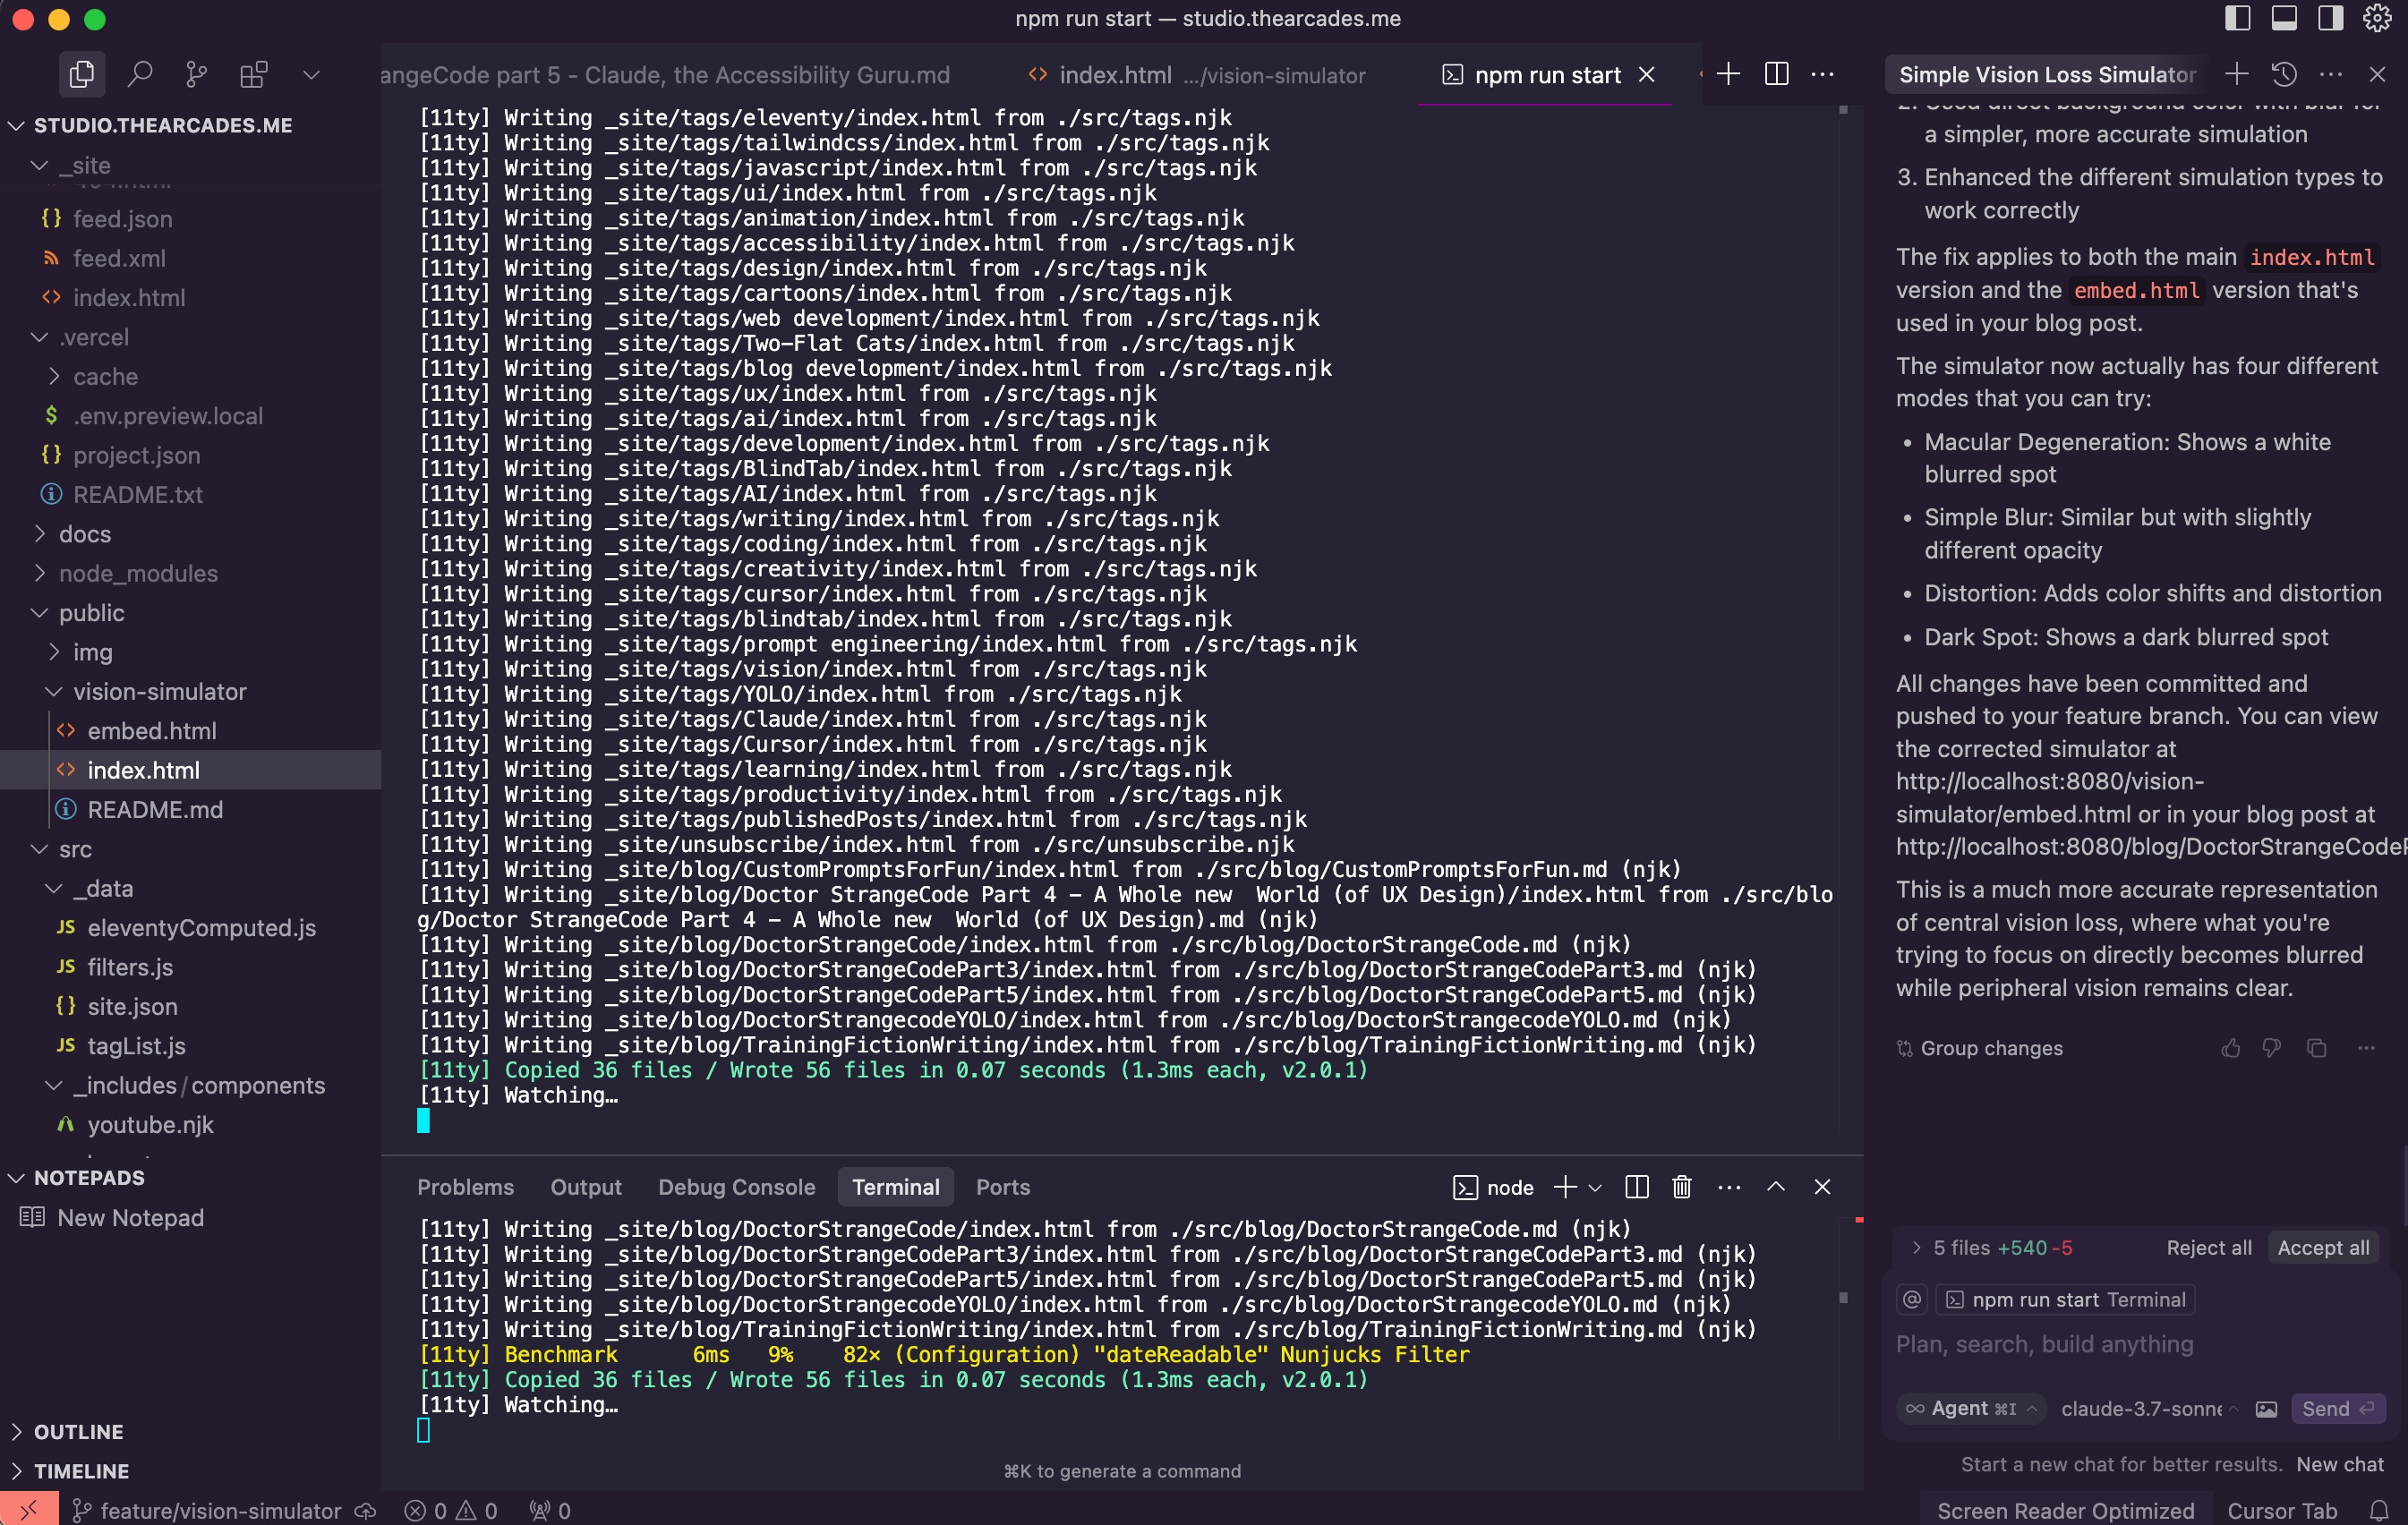 npm run start — studio.thearcades.me
angeCode part 5 - Claude, the Accessibility Guru.md
index.html .../vision-simulator
npm run start
STUDIO.THEARCADES.ME
_site
feed.json
feed.xml
index.html
.vercel
cache
.env.preview.local
project.json
README.txt
docs
node_modules
public
img
vision-simulator
embed.html
index.html
README.md
src
_data
eleventyComputed.js
filters.js
site.json
tagList.js
_includes/components
youtube.njk
NOTEPADS
New Notepad
OUTLINE
TIMELINE
[11ty] Writing _site/tags/eleventy/index.html from ./src/tags.njk
[11ty] Writing _site/tags/tailwindcss/index.html from ./src/tags.njk
[11ty] Writing _site/tags/javascript/index.html from ./src/tags.njk
[11ty] Writing _site/tags/ui/index.html from ./src/tags.njk
[11ty] Writing _site/tags/animation/index.html from ./src/tags.njk
[11ty] Writing _site/tags/accessibility/index.html from ./src/tags.njk
[11ty] Writing _site/tags/design/index.html from ./src/tags.njk
[11ty] Writing _site/tags/cartoons/index.html from ./src/tags.njk
[11ty] Writing _site/tags/web development/index.html from ./src/tags.njk
[11ty] Writing _site/tags/Two-Flat Cats/index.html from ./src/tags.njk
[11ty] Writing _site/tags/blog development/index.html from ./src/tags.njk
[11ty] Writing _site/tags/ux/index.html from ./src/tags.njk
[11ty] Writing _site/tags/ai/index.html from ./src/tags.njk
[11ty] Writing _site/tags/development/index.html from ./src/tags.njk
[11ty] Writing _site/tags/BlindTab/index.html from ./src/tags.njk
[11ty] Writing _site/tags/AI/index.html from ./src/tags.njk
[11ty] Writing _site/tags/writing/index.html from ./src/tags.njk
[11ty] Writing _site/tags/coding/index.html from ./src/tags.njk
[11ty] Writing _site/tags/creativity/index.html from ./src/tags.njk
[11ty] Writing _site/tags/cursor/index.html from ./src/tags.njk
[11ty] Writing _site/tags/blindtab/index.html from ./src/tags.njk
[11ty] Writing _site/tags/prompt engineering/index.html from ./src/tags.njk
[11ty] Writing _site/tags/vision/index.html from ./src/tags.njk
[11ty] Writing _site/tags/YOLO/index.html from ./src/tags.njk
[11ty] Writing _site/tags/Claude/index.html from ./src/tags.njk
[11ty] Writing _site/tags/Cursor/index.html from ./src/tags.njk
[11ty] Writing _site/tags/learning/index.html from ./src/tags.njk
[11ty] Writing _site/tags/productivity/index.html from ./src/tags.njk
[11ty] Writing _site/tags/publishedPosts/index.html from ./src/tags.njk
[11ty] Writing _site/unsubscribe/index.html from ./src/unsubscribe.njk
[11ty] Writing _site/blog/CustomPromptsForFun/index.html from ./src/blog/CustomPromptsForFun.md (njk)
[11ty] Writing _site/blog/Doctor StrangeCode Part 4 – A Whole new  World (of UX Design)/index.html from ./src/blo
g/Doctor StrangeCode Part 4 – A Whole new  World (of UX Design).md (njk)
[11ty] Writing _site/blog/DoctorStrangeCode/index.html from ./src/blog/DoctorStrangeCode.md (njk)
[11ty] Writing _site/blog/DoctorStrangeCodePart3/index.html from ./src/blog/DoctorStrangeCodePart3.md (njk)
[11ty] Writing _site/blog/DoctorStrangeCodePart5/index.html from ./src/blog/DoctorStrangeCodePart5.md (njk)
[11ty] Writing _site/blog/DoctorStrangecodeYOLO/index.html from ./src/blog/DoctorStrangecodeYOLO.md (njk)
[11ty] Writing _site/blog/TrainingFictionWriting/index.html from ./src/blog/TrainingFictionWriting.md (njk)
[11ty] Copied 36 files / Wrote 56 files in 0.07 seconds (1.3ms each, v2.0.1)
[11ty] Watching…
Problems Output Debug Console Terminal Ports
node
[11ty] Writing _site/blog/DoctorStrangeCode/index.html from ./src/blog/DoctorStrangeCode.md (njk)
[11ty] Writing _site/blog/DoctorStrangeCodePart3/index.html from ./src/blog/DoctorStrangeCodePart3.md (njk)
[11ty] Writing _site/blog/DoctorStrangeCodePart5/index.html from ./src/blog/DoctorStrangeCodePart5.md (njk)
[11ty] Writing _site/blog/DoctorStrangecodeYOLO/index.html from ./src/blog/DoctorStrangecodeYOLO.md (njk)
[11ty] Writing _site/blog/TrainingFictionWriting/index.html from ./src/blog/TrainingFictionWriting.md (njk)
[11ty] Benchmark      6ms   9%    82× (Configuration) "dateReadable" Nunjucks Filter
[11ty] Copied 36 files / Wrote 56 files in 0.07 seconds (1.3ms each, v2.0.1)
[11ty] Watching…
⌘K to generate a command
Simple Vision Loss Simulator
2. Used direct background color with blur for
a simpler, more accurate simulation
3. Enhanced the different simulation types to
work correctly
The fix applies to both the main index.html
version and the embed.html version that's
used in your blog post.
The simulator now actually has four different
modes that you can try:
• Macular Degeneration: Shows a white
blurred spot
• Simple Blur: Similar but with slightly
different opacity
• Distortion: Adds color shifts and distortion
• Dark Spot: Shows a dark blurred spot
All changes have been committed and
pushed to your feature branch. You can view
the corrected simulator at
http://localhost:8080/vision-
simulator/embed.html or in your blog post at
http://localhost:8080/blog/DoctorStrangeCode
This is a much more accurate representation
of central vision loss, where what you're
trying to focus on directly becomes blurred
while peripheral vision remains clear.
Group changes
5 files +540 -5 Reject all Accept all
@ npm run start Terminal
Plan, search, build anything
∞ Agent ⌘I claude-3.7-sonne Send
Start a new chat for better results. New chat
feature/vision-simulator 0 0 0
Screen Reader Optimized Cursor Tab